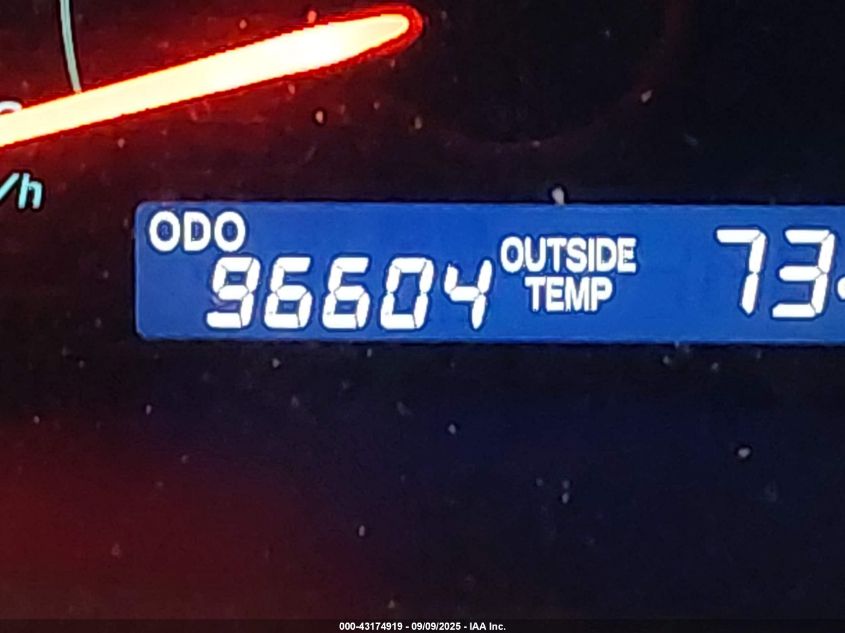 /h
ODO
96604
OUTSIDE
TEMP
73
000-43174919 - 09/09/2025 - IAA Inc.